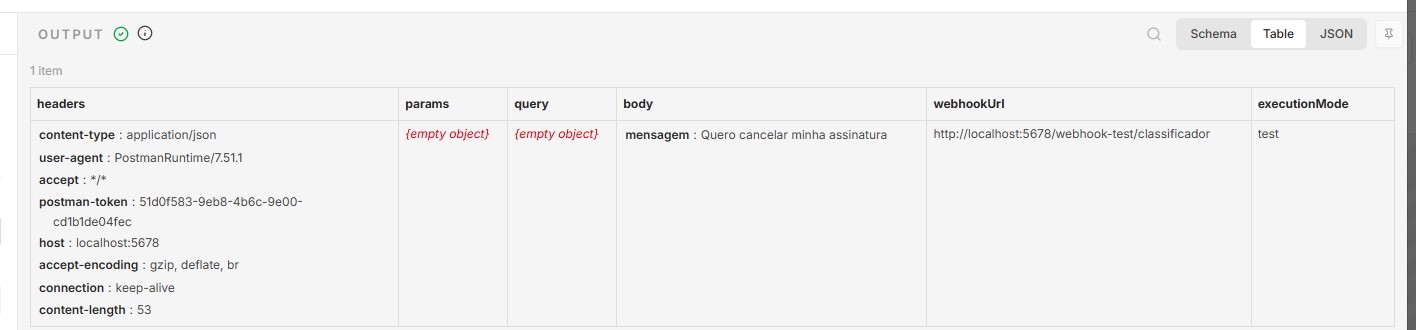 OUTPUT
Schema Table JSON
1 item
headers params query body webhookUrl executionMode
content-type : application/json {empty object} {empty object} mensagem : Quero cancelar minha assinatura http://localhost:5678/webhook-test/classificador test
user-agent : PostmanRuntime/7.51.1
accept : */*
postman-token : 51d0f583-9eb8-4b6c-9e00-
cd1b1de04fec
host : localhost:5678
accept-encoding : gzip, deflate, br
connection : keep-alive
content-length : 53